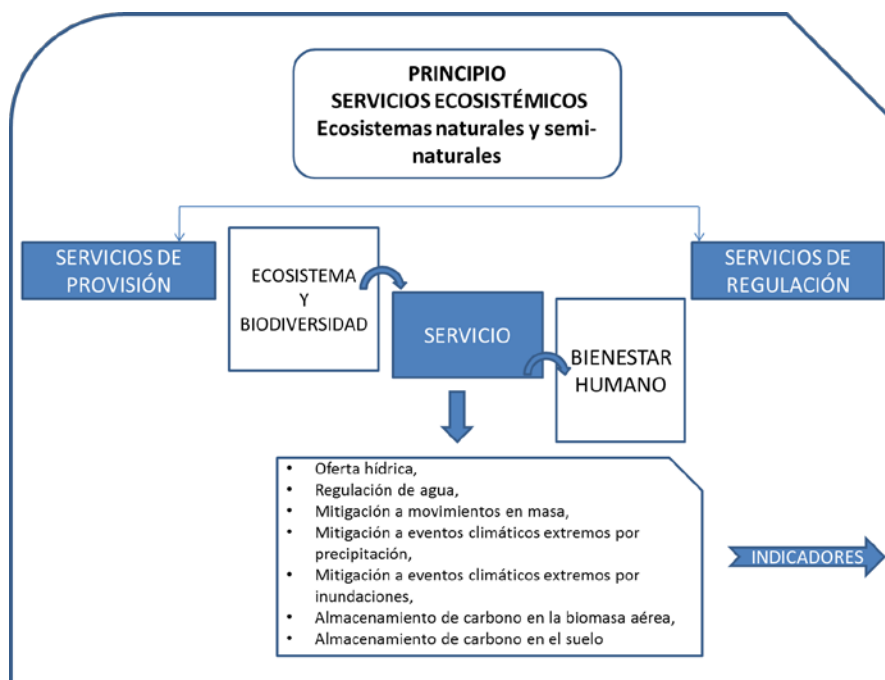 PRINCIPIO
SERVICIOS ECOSISTÉMICOS
Ecosistemas naturales y semi-
naturales
SERVICIOS DE
PROVISIÓN
ECOSISTEMA
Y
BIODIVERSIDAD
SERVICIO
BIENESTAR
HUMANO
SERVICIOS DE
REGULACIÓN
• Oferta hídrica,
• Regulación de agua,
• Mitigación a movimientos en masa,
• Mitigación a eventos climáticos extremos por
precipitación,
• Mitigación a eventos climáticos extremos por
inundaciones,
• Almacenamiento de carbono en la biomasa aérea,
• Almacenamiento de carbono en el suelo
INDICADORES